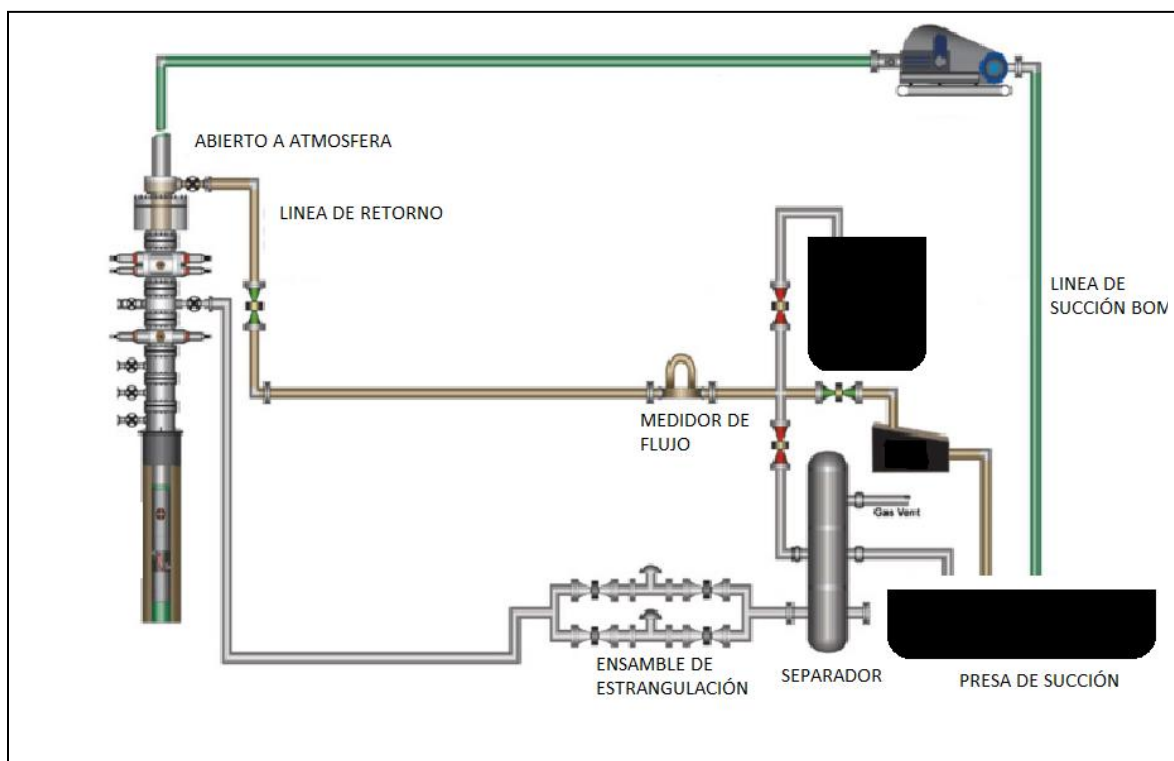 ABIERTO A ATMOSFERA
LINEA DE RETORNO
LINEA DE
SUCCIÓN BOM
MEDIDOR DE
FLUJO
Gas Vent
ENSAMBLE DE
ESTRANGULACIÓN
SEPARADOR
PRESA DE SUCCIÓN